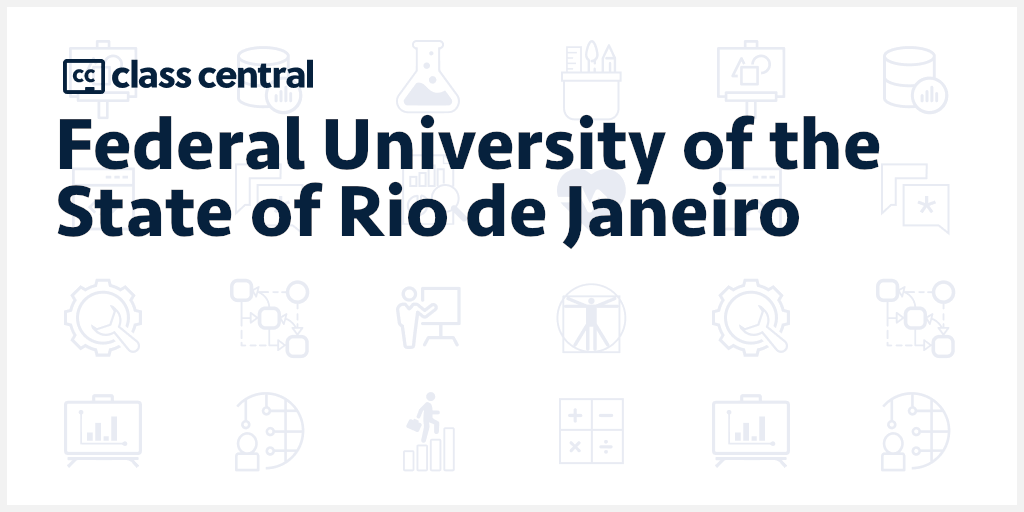 cc class central
Federal University of the
State of Rio de Janeiro